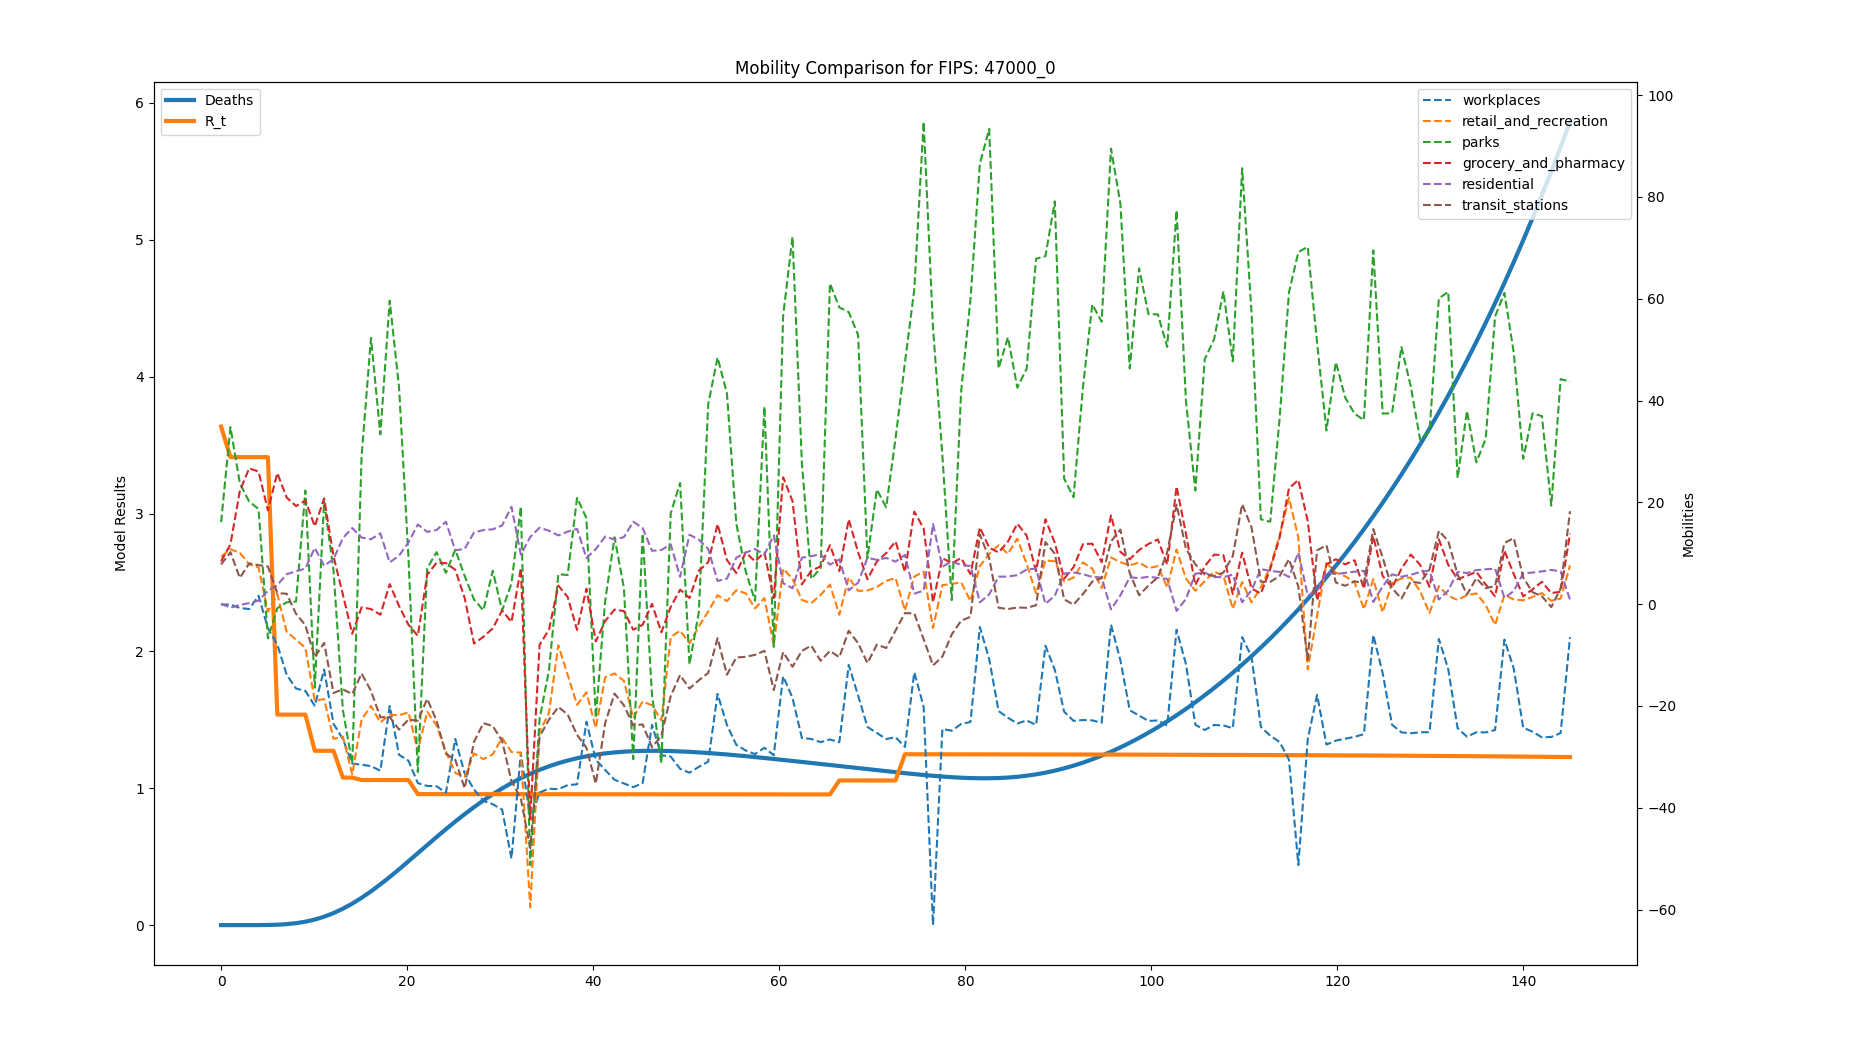 Mobility Comparison for FIPS: 47000_0
Deaths
R_t
workplaces
retail_and_recreation
parks
grocery_and_pharmacy
residential
transit_stations
Model Results
6
5
4
3
2
1
0
Mobilities
100
80
60
40
20
0
−20
−40
−60
0
20
40
60
80
100
120
140